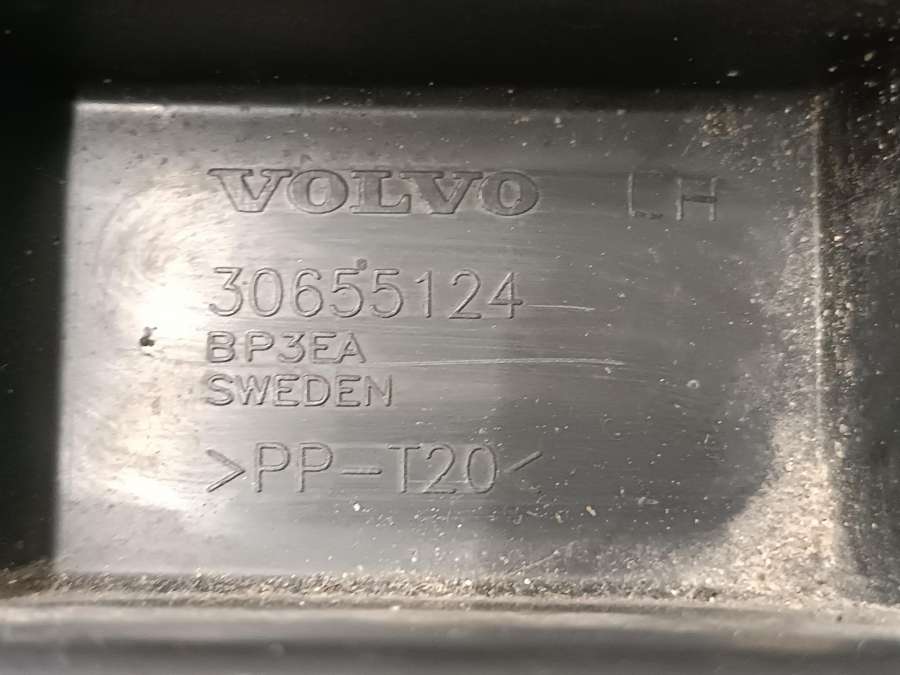 VOLVO LH
30655124
BP3EA
SWEDEN
>PP-T20<